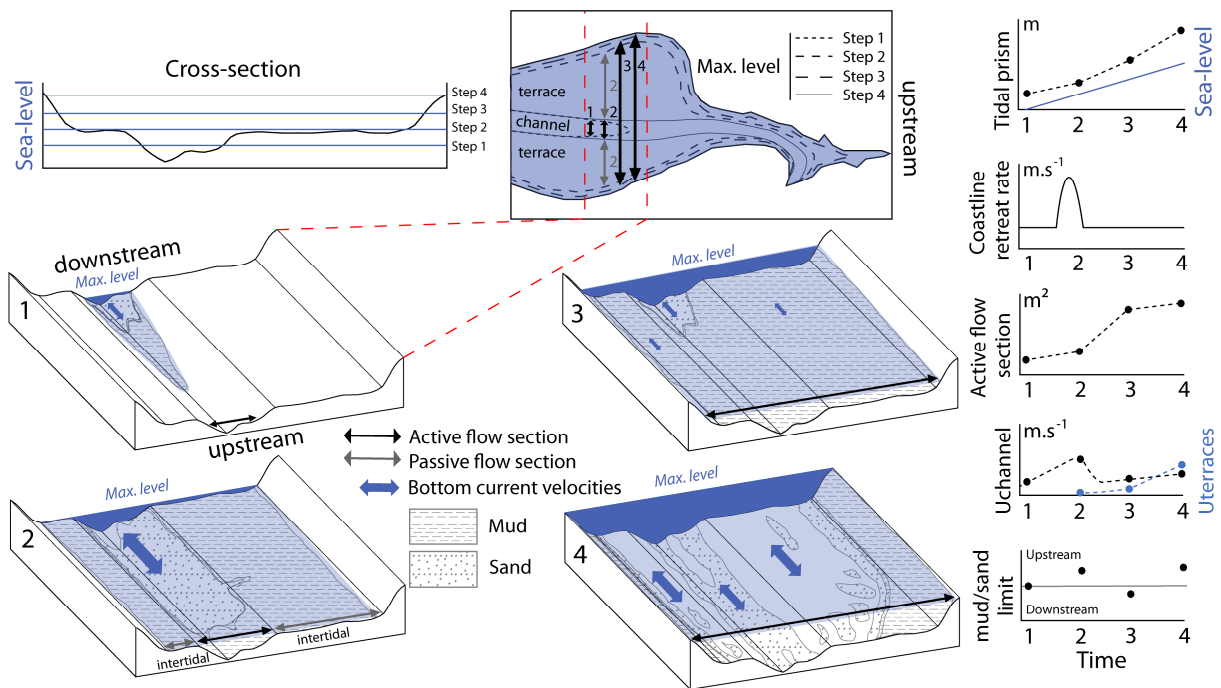 Cross-section
Sea-level
Step 4
Step 3
Step 2
Step 1
terrace
channel
terrace
1
2
2
2
3
4
Max. level
Step 1
Step 2
Step 3
Step 4
upstream
downstream
Max. level
1
upstream
Max. level
2
intertidal
intertidal
Active flow section
Passive flow section
Bottom current velocities
Mud
Sand
Max. level
3
Max. level
4
Tidal prism
m
Sea-level
1 2 3 4
Coastline
retreat rate
m.s-1
1 2 3 4
Active flow
section
m²
1 2 3 4
Uchannel
m.s-1
Uterraces
1 2 3 4
mud/sand
limit
Upstream
Downstream
1 2 3 4
Time